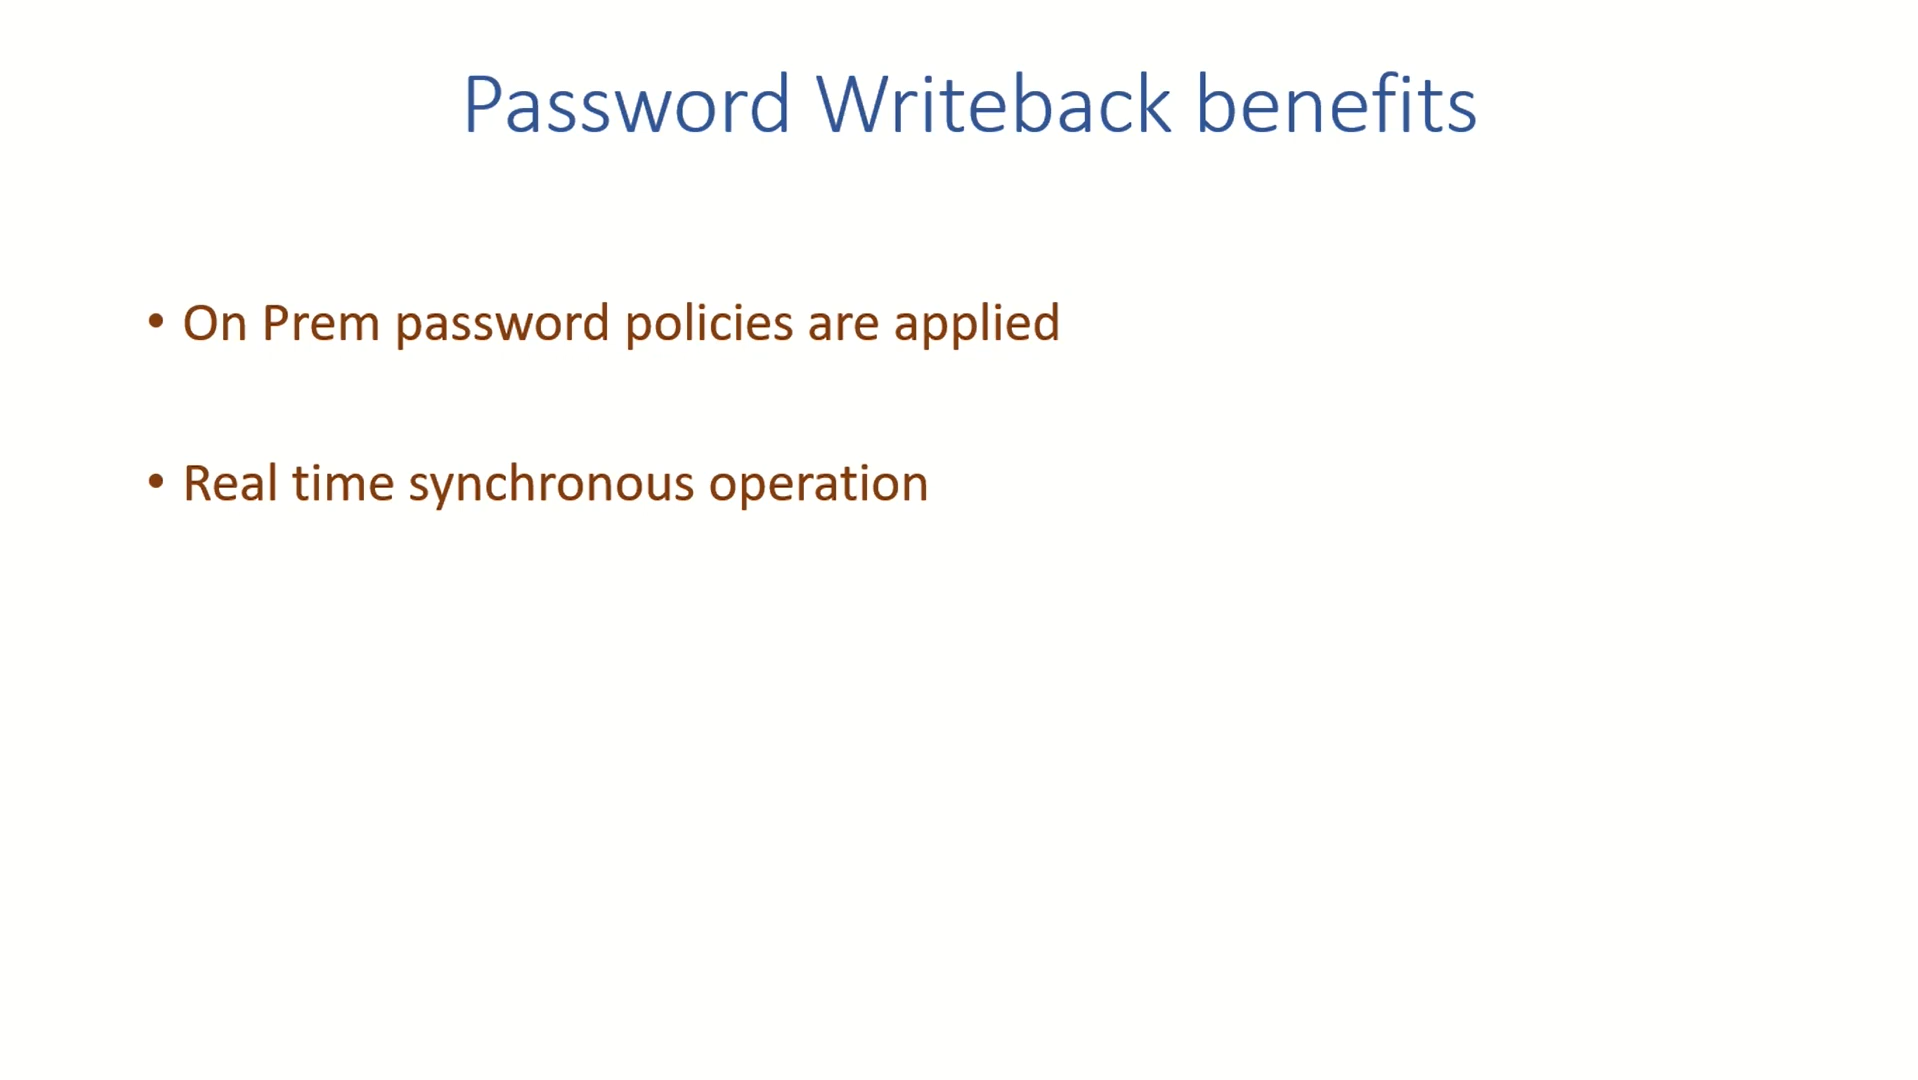 Password Writeback benefits
• On Prem password policies are applied
• Real time synchronous operation